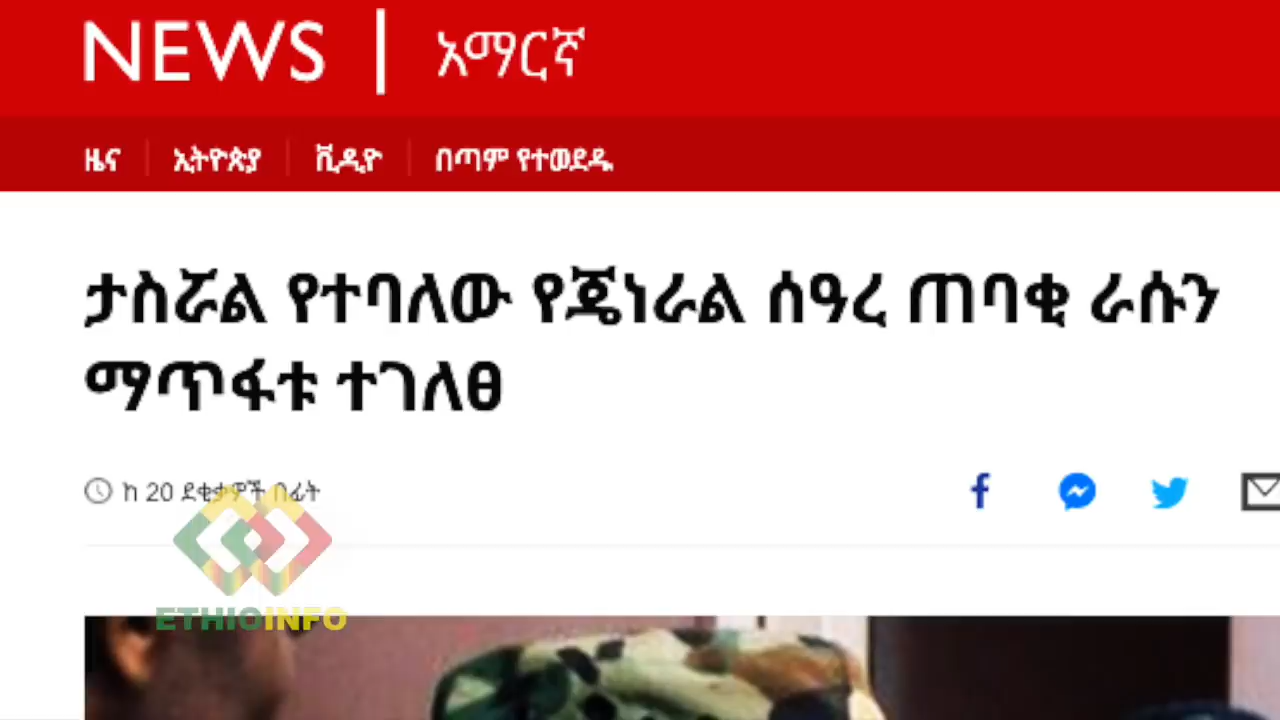 NEWS | አማርኛ
ዜና ኢትዮጵያ ቪዲዮ በጣም የተወደዱ
ታስሯል የተባለው የጄነራል ሰዓረ ጠባቂ ራሱን
ማጥፋቱ ተገለፀ
ከ 20 ደቂቃዎች በፊት
ETHIOINFO